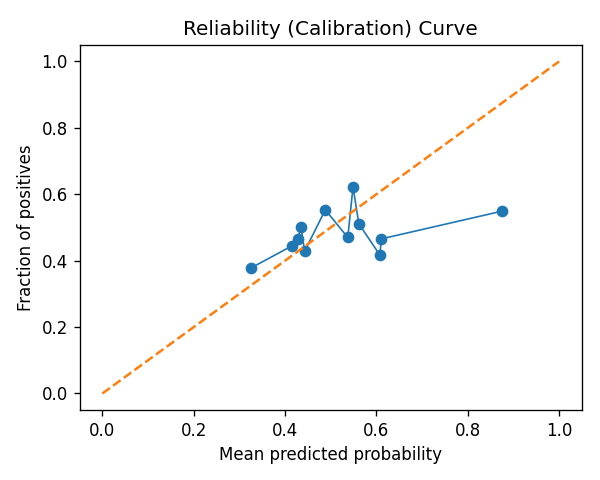 Reliability (Calibration) Curve
1.0
0.8
0.6
0.4
0.2
0.0
Fraction of positives
0.0 0.2 0.4 0.6 0.8 1.0
Mean predicted probability